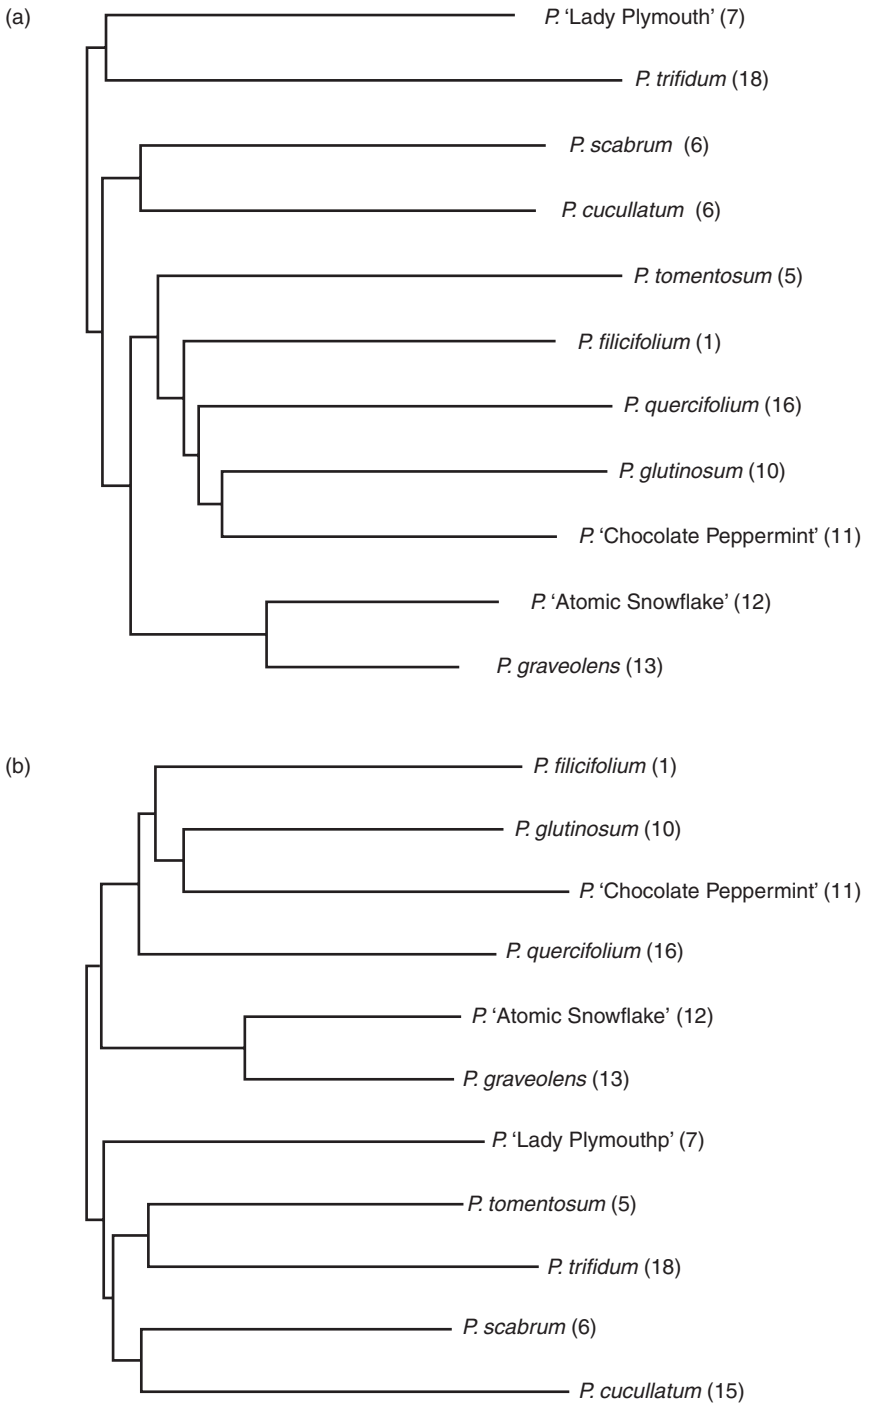 (a)
P. ‘Lady Plymouth’ (7)
P. trifidum (18)
P. scabrum (6)
P. cucullatum (6)
P. tomentosum (5)
P. filicifolium (1)
P. quercifolium (16)
P. glutinosum (10)
P. ‘Chocolate Peppermint’ (11)
P. ‘Atomic Snowflake’ (12)
P. graveolens (13)
(b)
P. filicifolium (1)
P. glutinosum (10)
P. ‘Chocolate Peppermint’ (11)
P. quercifolium (16)
P. ‘Atomic Snowflake’ (12)
P. graveolens (13)
P. ‘Lady Plymouthp’ (7)
P. tomentosum (5)
P. trifidum (18)
P. scabrum (6)
P. cucullatum (15)